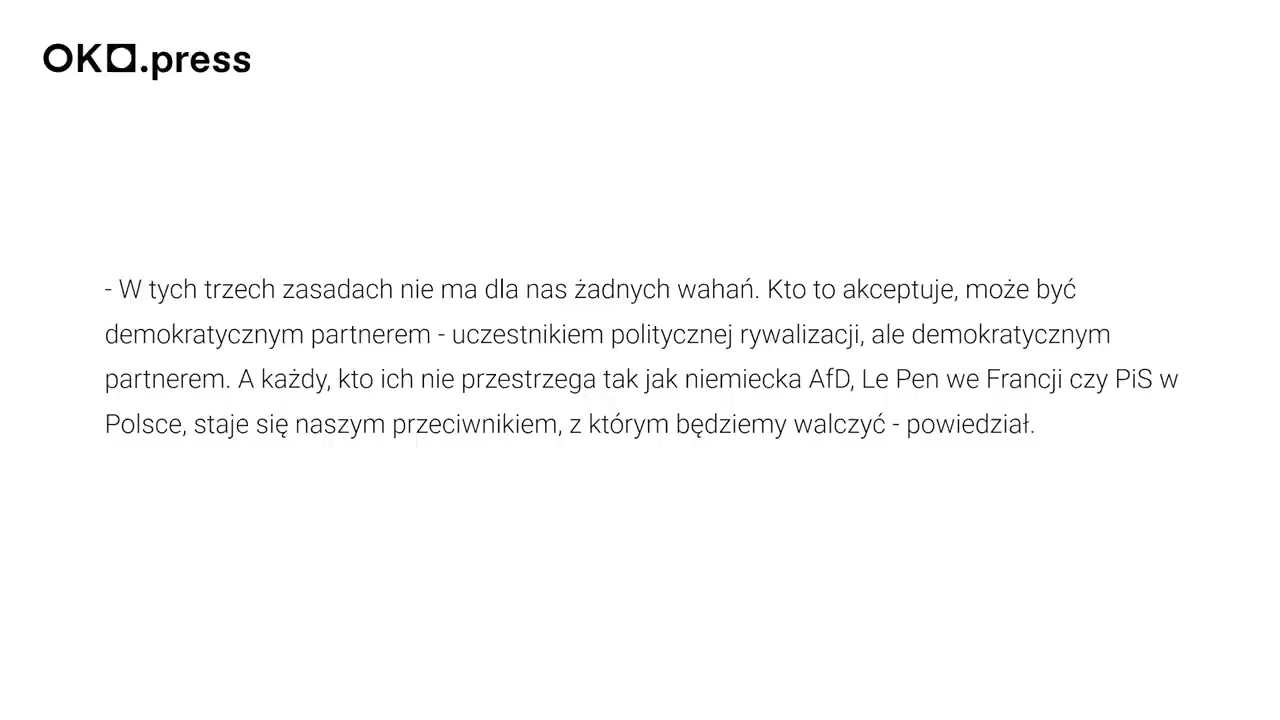 OKO.press
- W tych trzech zasadach nie ma dla nas żadnych wahań. Kto to akceptuje, może być
demokratycznym partnerem - uczestnikiem politycznej rywalizacji, ale demokratycznym
partnerem. A każdy, kto ich nie przestrzega tak jak niemiecka AfD, Le Pen we Francji czy PiS w
Polsce, staje się naszym przeciwnikiem, z którym będziemy walczyć - powiedział.